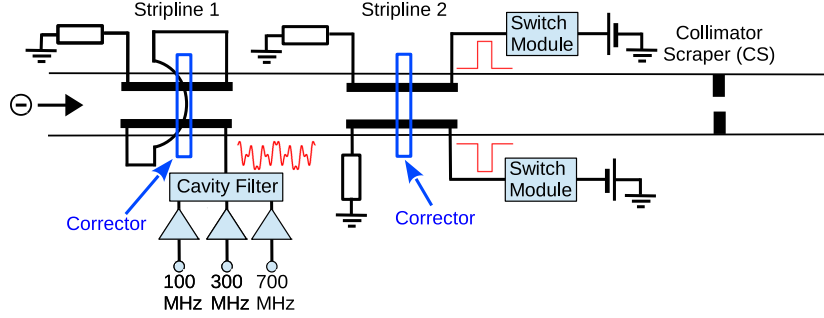 Stripline 1
Stripline 2
Switch
Module
Collimator
Scraper (CS)
Corrector
Cavity Filter
Corrector
Switch
Module
100
MHz
300
MHz
700
MHz